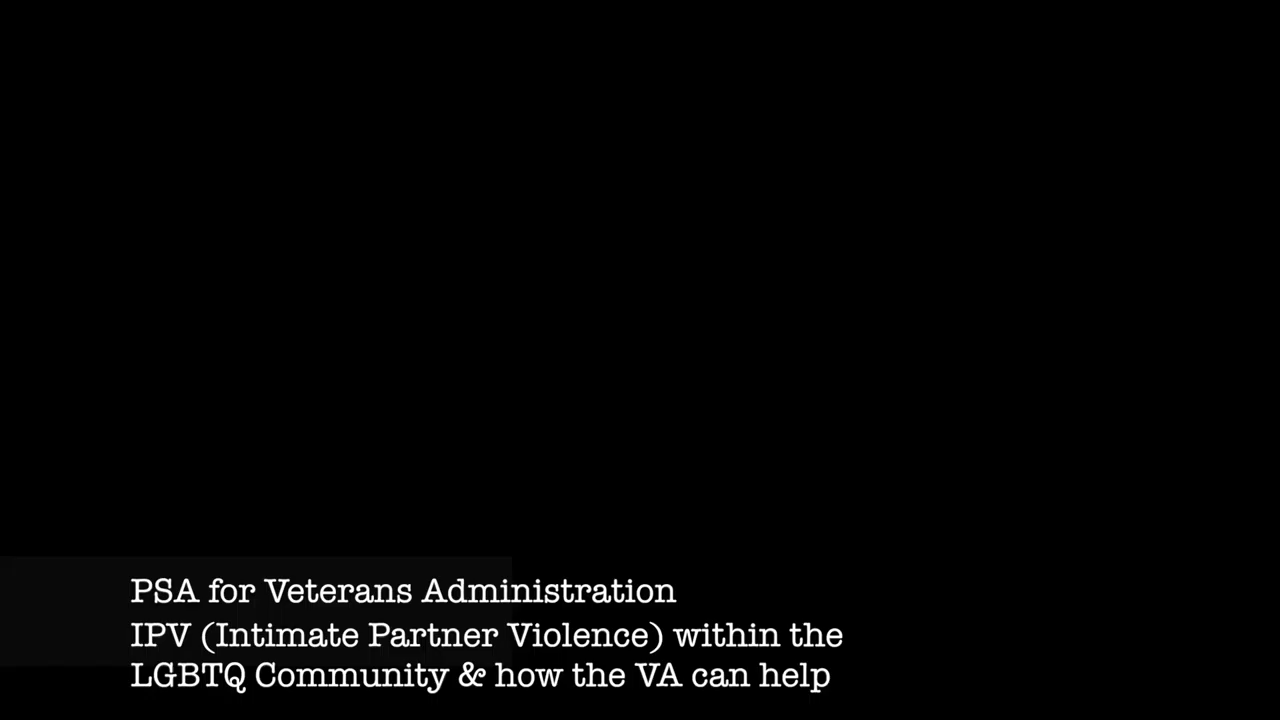 PSA for Veterans Administration
IPV (Intimate Partner Violence) within the
LGBTQ Community & how the VA can help